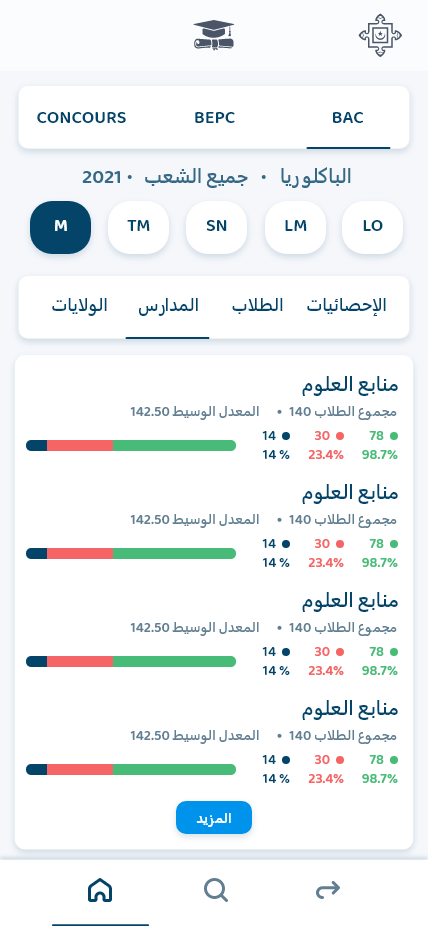 BAC BEPC CONCOURS
الباكلوريا • جميع الشعب • 2021
LO LM SN TM M
الإحصائيات الطلاب المدارس الولايات
منابع العلوم
مجموع الطلاب 140 • المعدل الوسيط 142.50
78 30 14
98.7% 23.4% 14 %
منابع العلوم
مجموع الطلاب 140 • المعدل الوسيط 142.50
78 30 14
98.7% 23.4% 14 %
منابع العلوم
مجموع الطلاب 140 • المعدل الوسيط 142.50
78 30 14
98.7% 23.4% 14 %
منابع العلوم
مجموع الطلاب 140 • المعدل الوسيط 142.50
78 30 14
98.7% 23.4% 14 %
المزيد